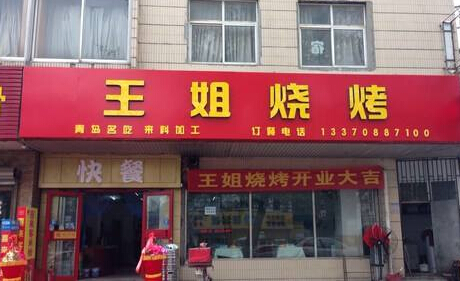 王姐烧烤
青岛名吃 来料加工 订餐电话 13370887100
快餐
王姐烧烤开业大吉